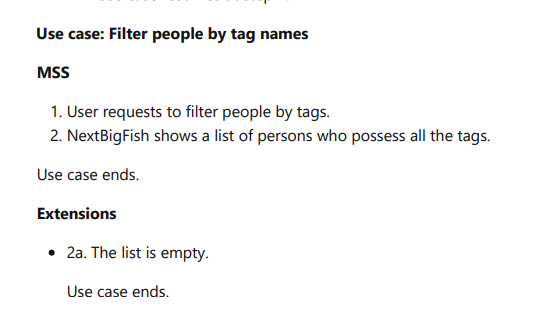 Use case: Filter people by tag names
MSS
1. User requests to filter people by tags.
2. NextBigFish shows a list of persons who possess all the tags.
Use case ends.
Extensions
• 2a. The list is empty.
Use case ends.